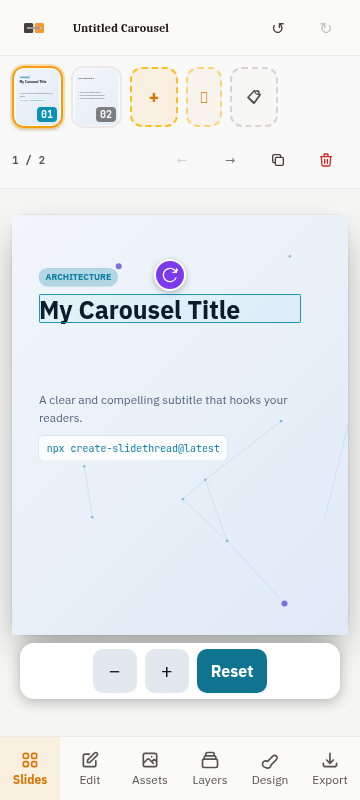 Untitled Carousel
My Carousel Title
01
02
+
1 / 2
ARCHITECTURE
My Carousel Title
A clear and compelling subtitle that hooks your
readers.
npx create-slidethread@latest
− + Reset
Slides Edit Assets Layers Design Export